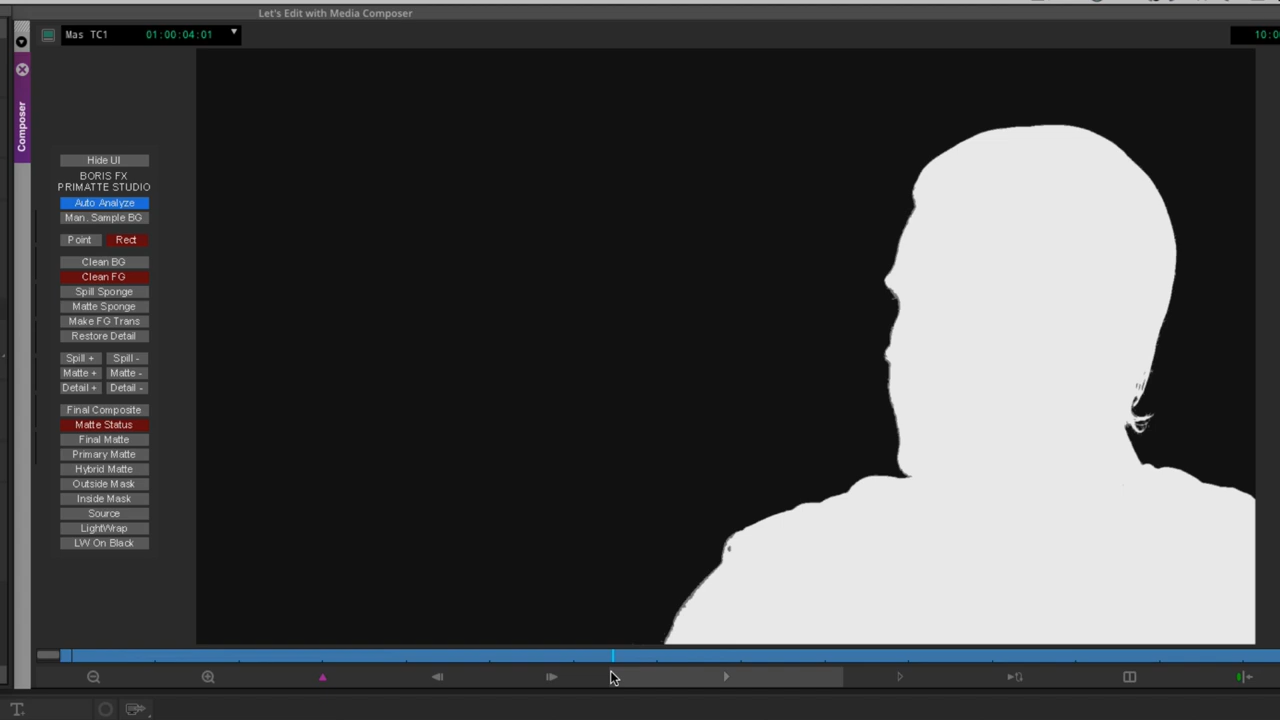 Let's Edit with Media Composer
Mas TC1 01:00:04:01
10:0
Composer
Hide UI
BORIS FX
PRIMATTE STUDIO
Auto Analyze
Man. Sample BG
Point Rect
Clean BG
Clean FG
Spill Sponge
Matte Sponge
Make FG Trans
Restore Detail
Spill + Spill -
Matte + Matte -
Detail + Detail -
Final Composite
Matte Status
Final Matte
Primary Matte
Hybrid Matte
Outside Mask
Inside Mask
Source
LightWrap
LW On Black